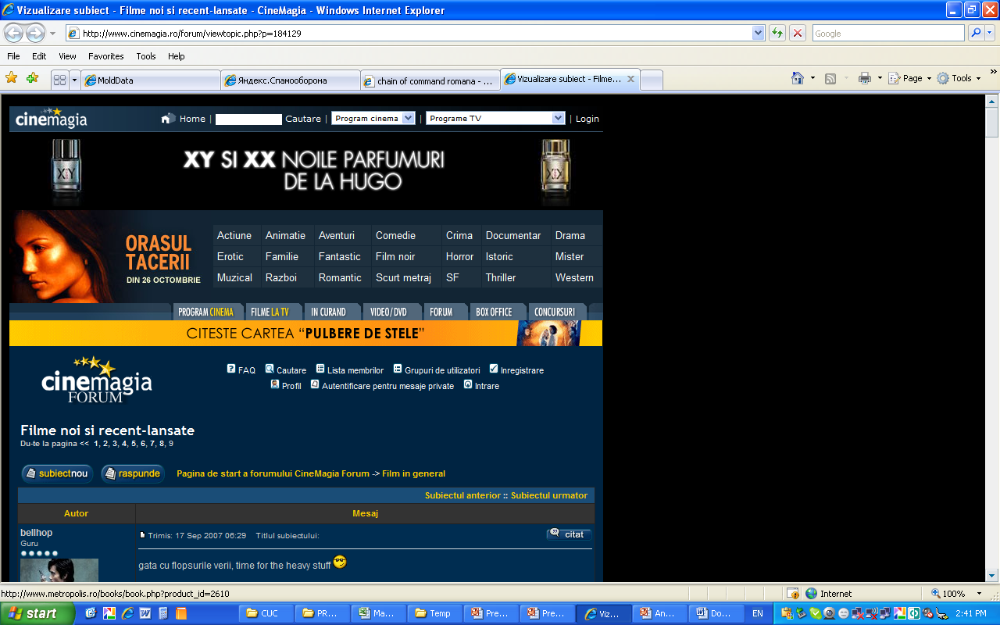 Vizualizare subiect - Filme noi si recent-lansate - CineMagia - Windows Internet Explorer
http://www.cinemagia.ro/forum/viewtopic.php?p=184129
Google
File Edit View Favorites Tools Help
MoldData
Яндекс.Спамооборона
chain of command romana - ...
Vizualizare subiect - Filme...
Page Tools
cinemagia
Home | Cautare | Program cinema | Programe TV | Login
XY SI XX NOILE PARFUMURI
DE LA HUGO
XY
XX
ORASUL
TACERII
DIN 26 OCTOMBRIE
Actiune Animatie Aventuri Comedie Crima Documentar Drama
Erotic Familie Fantastic Film noir Horror Istoric Mister
Muzical Razboi Romantic Scurt metraj SF Thriller Western
PROGRAM CINEMA FILME LA TV IN CURAND VIDEO/DVD FORUM BOX OFFICE CONCURSURI
CITESTE CARTEA “PULBERE DE STELE”
cinemagia
FORUM
FAQ Cautare Lista membrilor Grupuri de utilizatori Inregistrare
Profil Autentificare pentru mesaje private Intrare
Filme noi si recent-lansate
Du-te la pagina << 1, 2, 3, 4, 5, 6, 7, 8, 9
subiectnou raspunde Pagina de start a forumului CineMagia Forum -> Film in general
Subiectul anterior :: Subiectul urmator
Autor Mesaj
bellhop
Guru
Trimis: 17 Sep 2007 06:29 Titlul subiectului: citat
gata cu flopsurile verii, time for the heavy stuff
http://www.metropolis.ro/books/book.php?product_id=2610
Internet 100%
start CUC PR... Ma... Temp Pre... Pre... Viz... An... Do... EN 2:41 PM